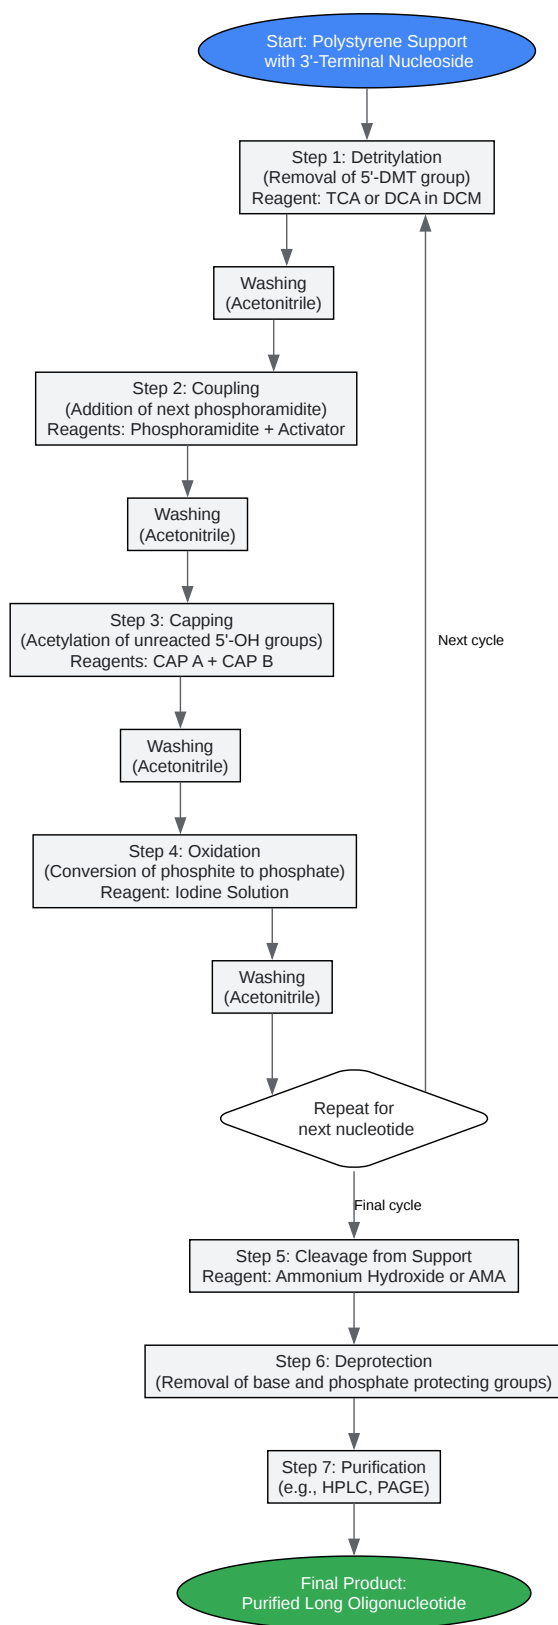 Start: Polystyrene Support
with 3'-Terminal Nucleoside
Step 1: Detritylation
(Removal of 5'-DMT group)
Reagent: TCA or DCA in DCM
Washing
(Acetonitrile)
Step 2: Coupling
(Addition of next phosphoramidite)
Reagents: Phosphoramidite + Activator
Washing
(Acetonitrile)
Step 3: Capping
(Acetylation of unreacted 5'-OH groups)
Reagents: CAP A + CAP B
Next cycle
Washing
(Acetonitrile)
Step 4: Oxidation
(Conversion of phosphite to phosphate)
Reagent: Iodine Solution
Washing
(Acetonitrile)
Repeat for
next nucleotide
Final cycle
Step 5: Cleavage from Support
Reagent: Ammonium Hydroxide or AMA
Step 6: Deprotection
(Removal of base and phosphate protecting groups)
Step 7: Purification
(e.g., HPLC, PAGE)
Final Product:
Purified Long Oligonucleotide